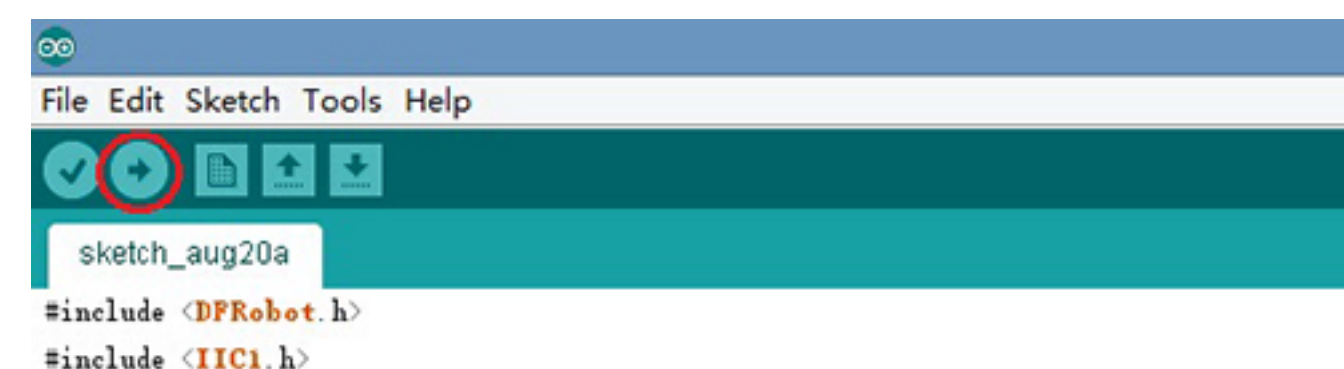 File Edit Sketch Tools Help
sketch_aug20a
#include <DFRobot.h>
#include <IIC1.h>